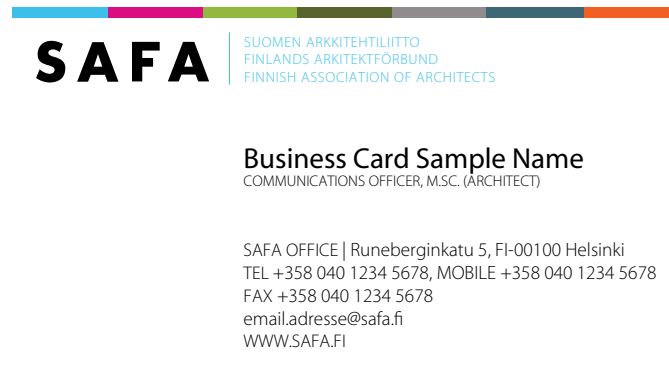 SAFA
SUOMEN ARKKITEHTILIITTO
FINLANDS ARKITEKTFÖRBUND
FINNISH ASSOCIATION OF ARCHITECTS
Business Card Sample Name
COMMUNICATIONS OFFICER, M.SC. (ARCHITECT)
SAFA OFFICE | Runeberginkatu 5, FI-00100 Helsinki
TEL +358 040 1234 5678, MOBILE +358 040 1234 5678
FAX +358 040 1234 5678
email.adresse@safa.fi
WWW.SAFA.FI